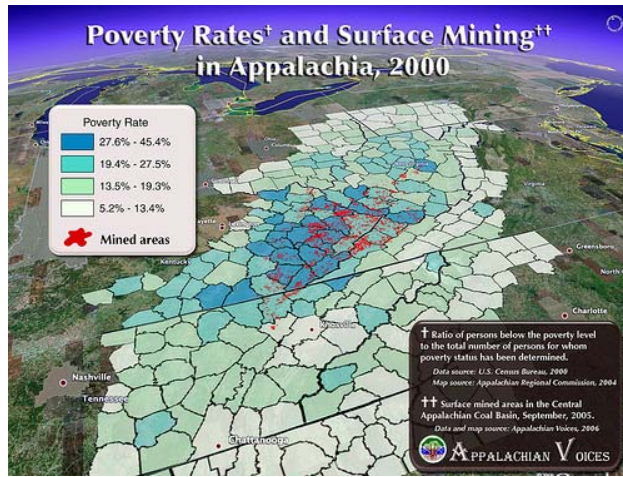 Poverty Rates† and Surface Mining††
in Appalachia, 2000
Poverty Rate
27.6% - 45.4%
19.4% - 27.5%
13.5% - 19.3%
5.2% - 13.4%
Mined areas
Virginia
Greensboro
Kentucky
Charlotte
Knoxville
Nashville
Tennessee
Chattanooga
† Ratio of persons below the poverty level
to the total number of persons for whom
poverty status has been determined.
Data source: U.S. Census Bureau, 2000
Map source: Appalachian Regional Commission, 2004
†† Surface mined areas in the Central
Appalachian Coal Basin, September, 2005.
Data and map source: Appalachian Voices, 2006
APPALACHIAN VOICES